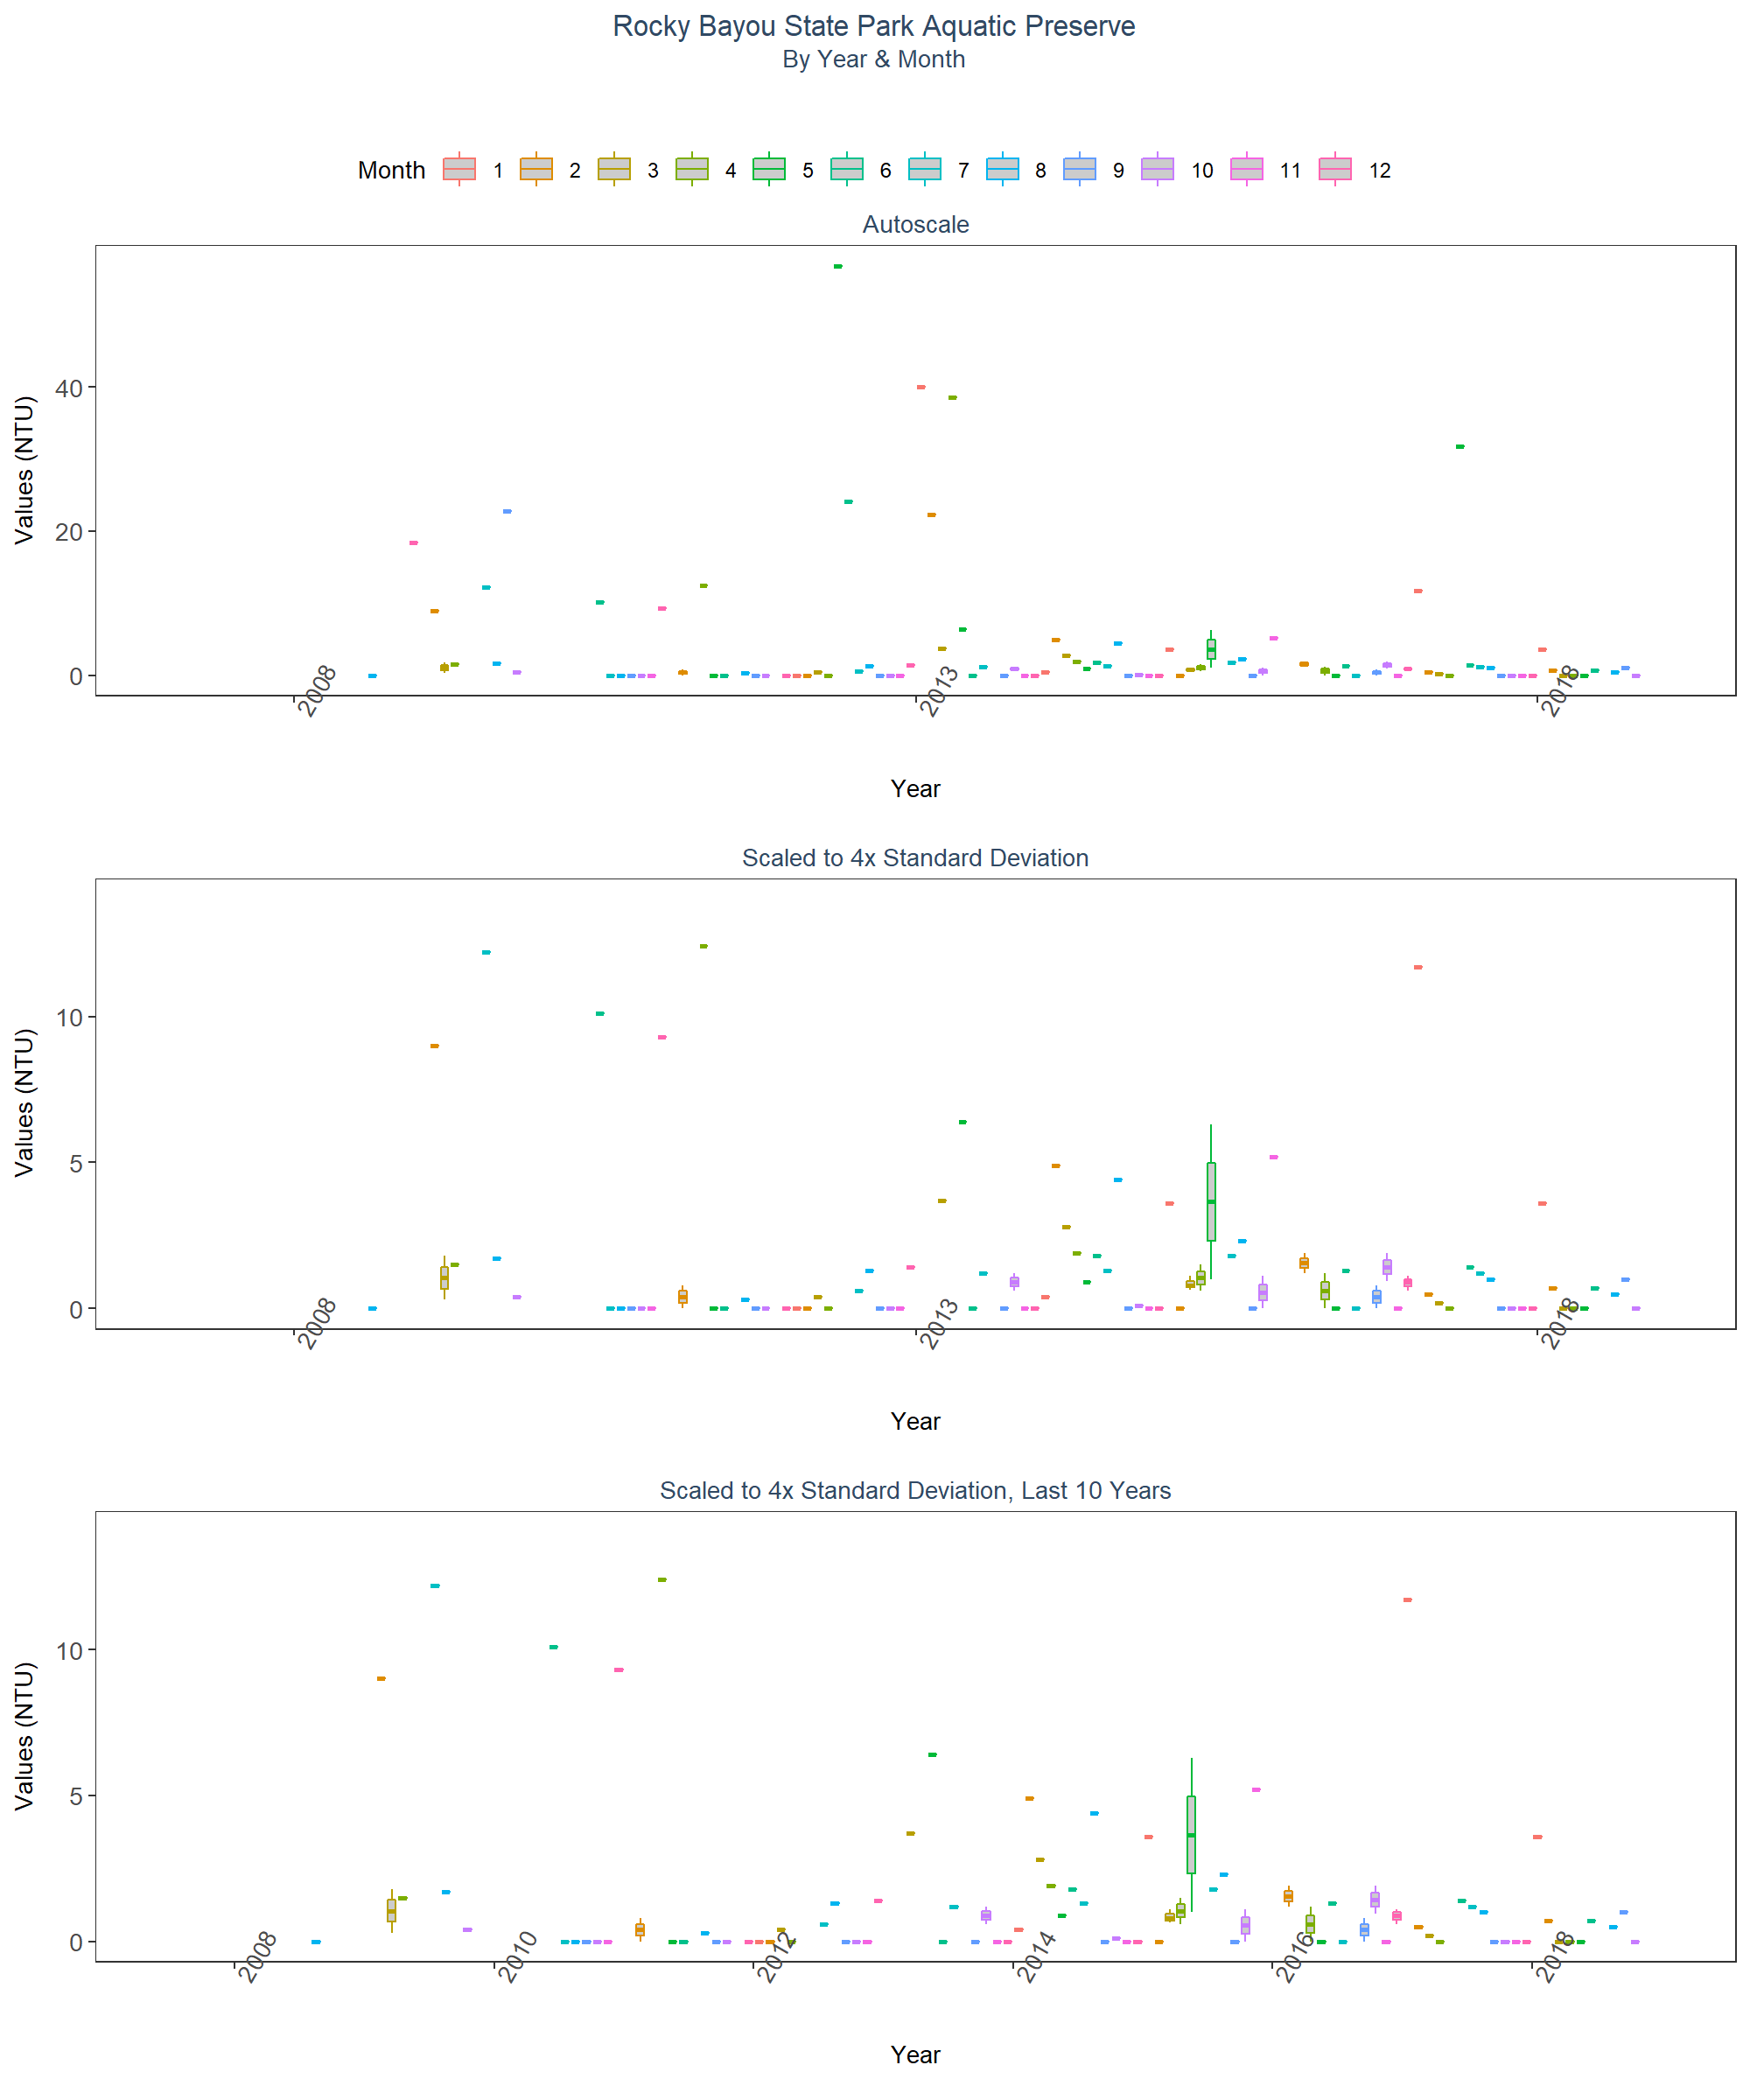 Rocky Bayou State Park Aquatic Preserve
By Year & Month
Month 1 2 3 4 5 6 7 8 9 10 11 12
Autoscale
Values (NTU)
40
20
0
2008 2013 2018
Year
Scaled to 4x Standard Deviation
Values (NTU)
10
5
0
2008 2013 2018
Year
Scaled to 4x Standard Deviation, Last 10 Years
Values (NTU)
10
5
0
2008 2010 2012 2014 2016 2018
Year